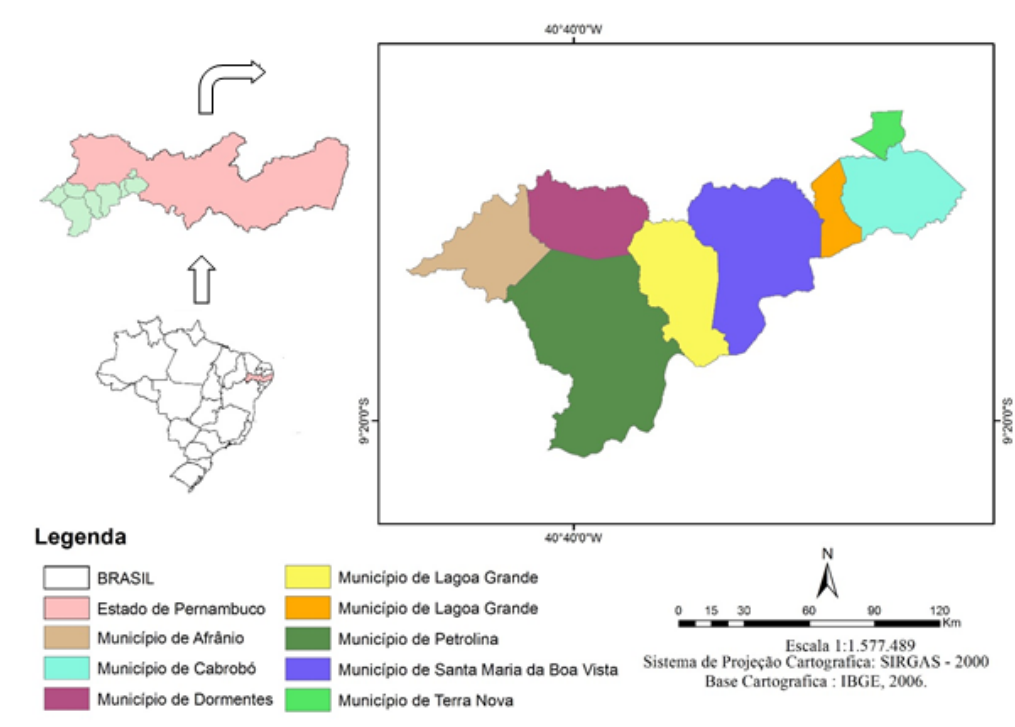 40°40'0"W
9°20'0"S
9°20'0"S
40°40'0"W
Legenda
BRASIL
Estado de Pernambuco
Município de Afrânio
Município de Cabrobó
Município de Dormentes
Município de Lagoa Grande
Município de Lagoa Grande
Município de Petrolina
Município de Santa Maria da Boa Vista
Município de Terra Nova
N
0 15 30 60 90 120
Km
Escala 1:1.577.489
Sistema de Projeção Cartografica: SIRGAS - 2000
Base Cartografica : IBGE, 2006.